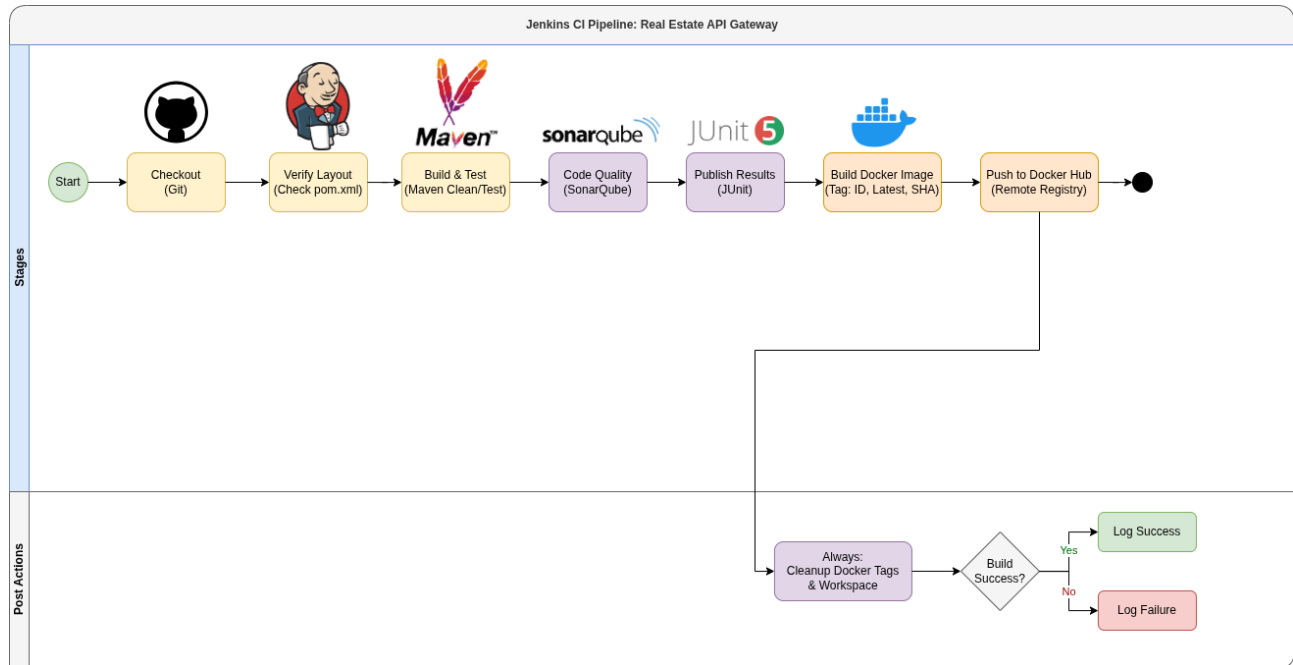 Jenkins CI Pipeline: Real Estate API Gateway
Stages
Maven™
sonarqube
JUnit 5
Start
Checkout
(Git)
Verify Layout
(Check pom.xml)
Build & Test
(Maven Clean/Test)
Code Quality
(SonarQube)
Publish Results
(JUnit)
Build Docker Image
(Tag: ID, Latest, SHA)
Push to Docker Hub
(Remote Registry)
Post Actions
Always:
Cleanup Docker Tags
& Workspace
Build
Success?
Yes
Log Success
No
Log Failure